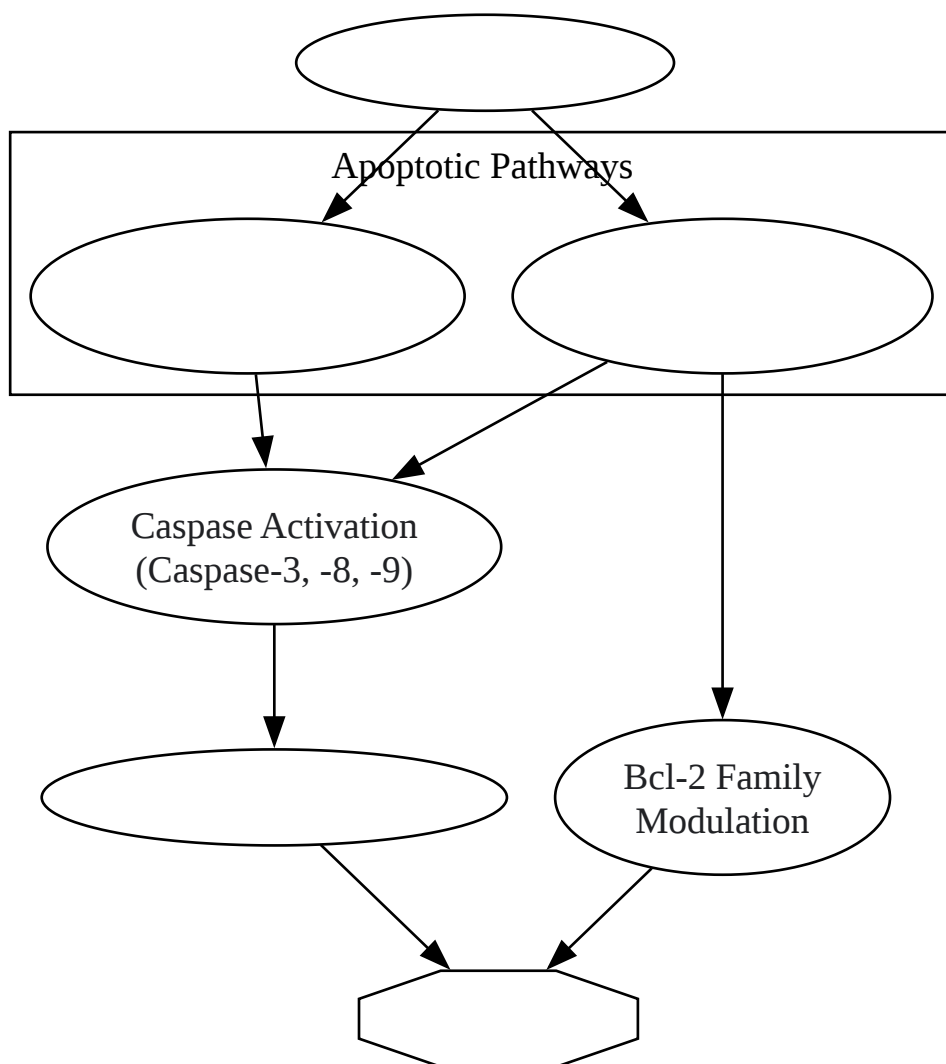 Apoptotic Pathways
Caspase Activation
(Caspase-3, -8, -9)
Bcl-2 Family
Modulation